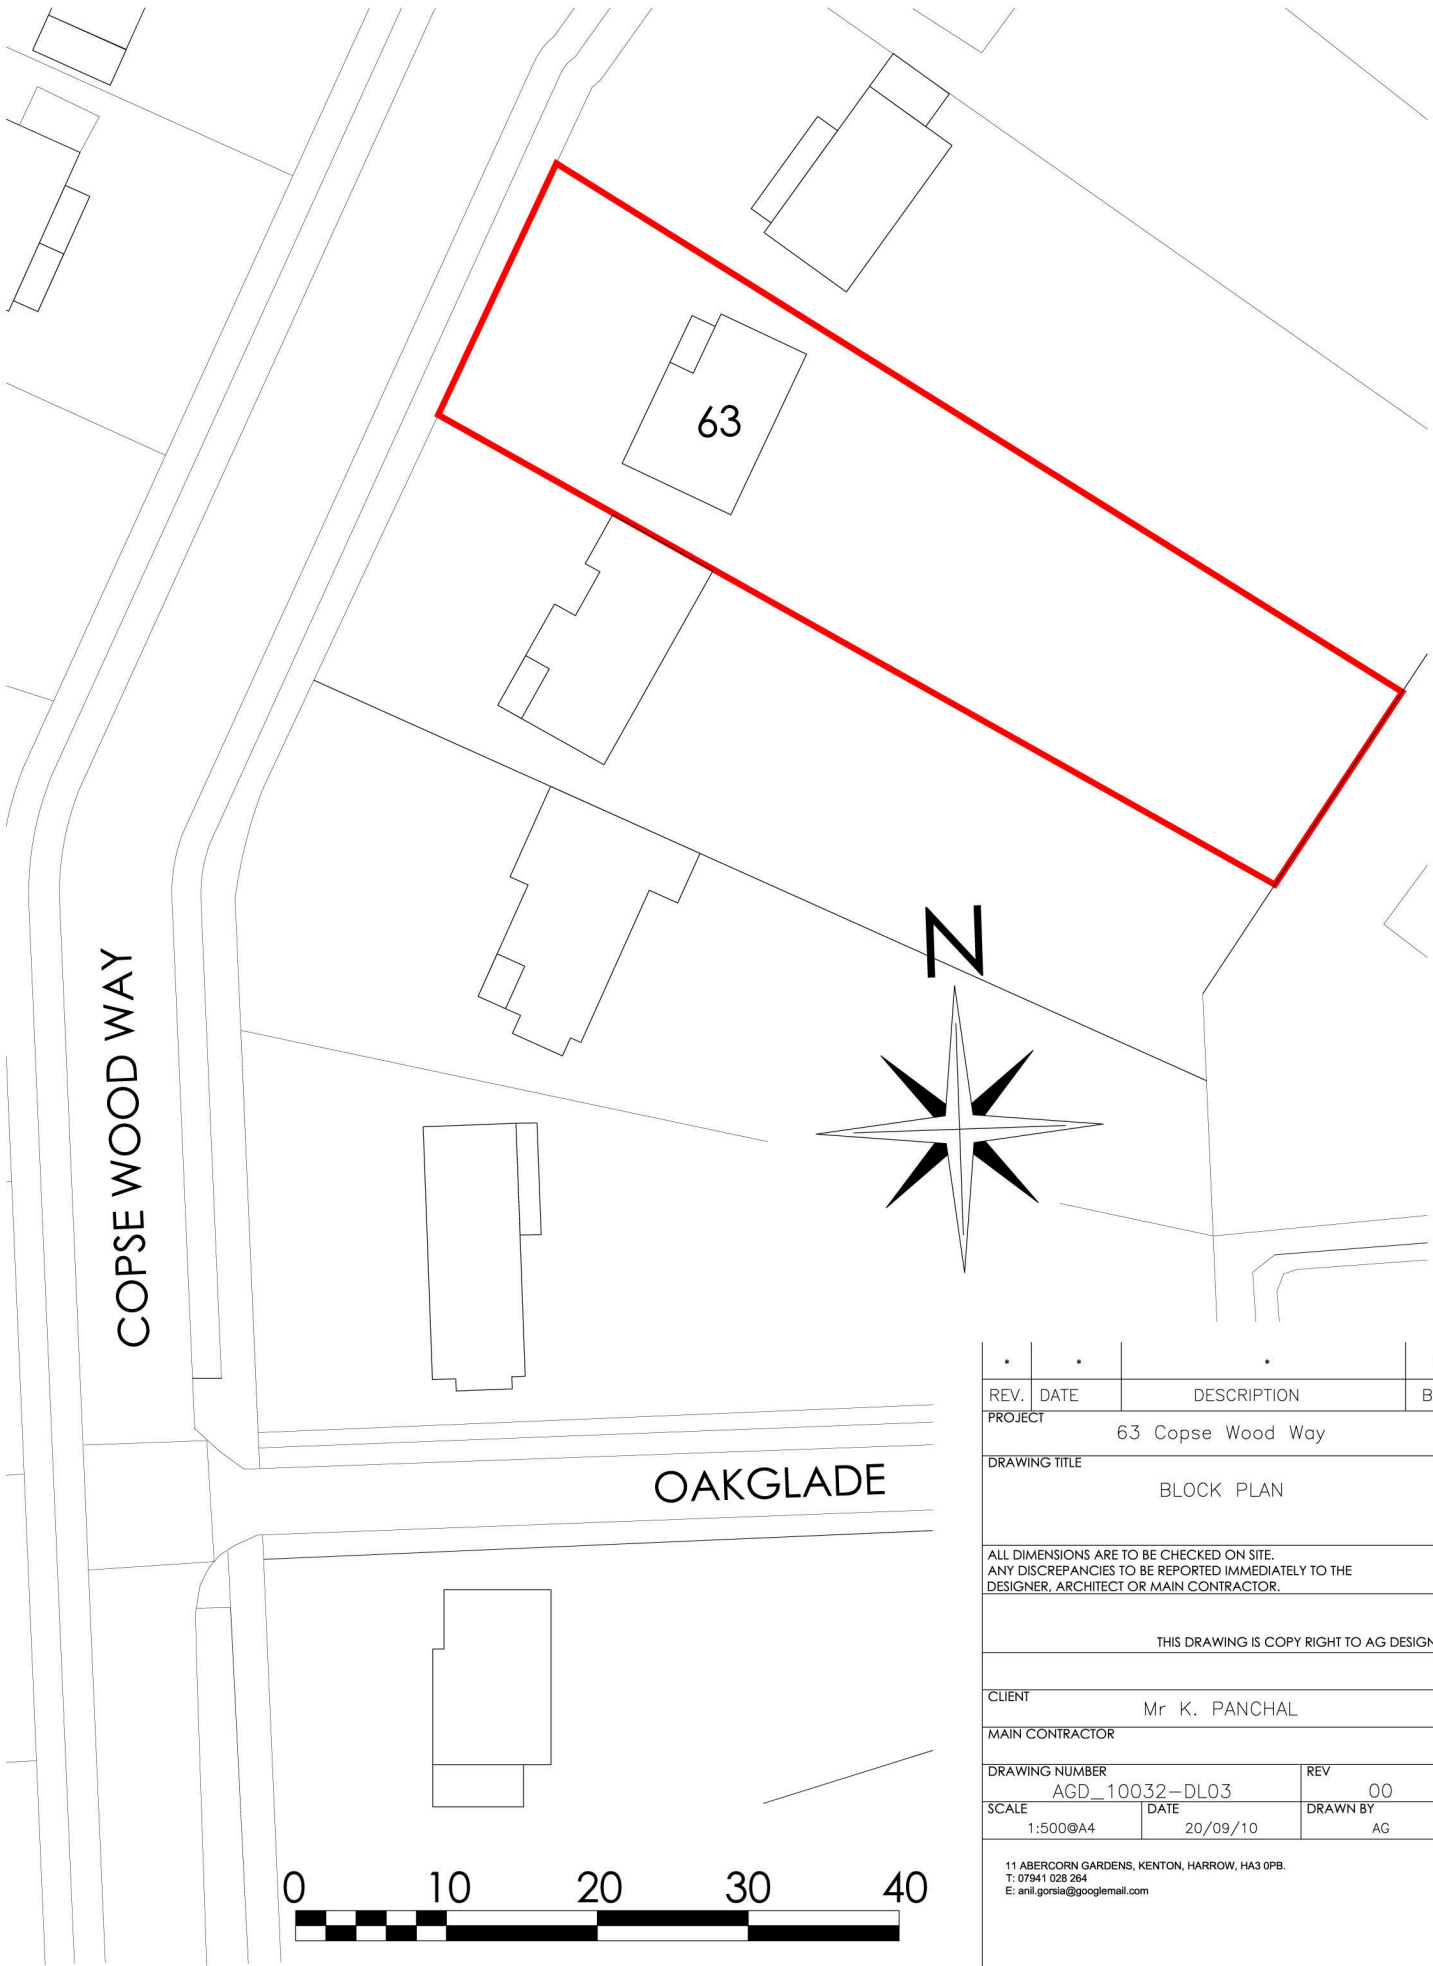 63
N
COPSE WOOD WAY
OAKGLADE
0 10 20 30 40
* * *
REV. DATE DESCRIPTION B
PROJECT
63 Copse Wood Way
DRAWING TITLE
BLOCK PLAN
ALL DIMENSIONS ARE TO BE CHECKED ON SITE.
ANY DISCREPANCIES TO BE REPORTED IMMEDIATELY TO THE
DESIGNER, ARCHITECT OR MAIN CONTRACTOR.
THIS DRAWING IS COPY RIGHT TO AG DESIGN
CLIENT
Mr K. PANCHAL
MAIN CONTRACTOR
DRAWING NUMBER REV
AGD_10032-DL03 00
SCALE DATE DRAWN BY
1:500@A4 20/09/10 AG
11 ABERCORN GARDENS, KENTON, HARROW, HA3 0PB.
T: 07941 028 264
E: anil.gorsia@googlemail.com